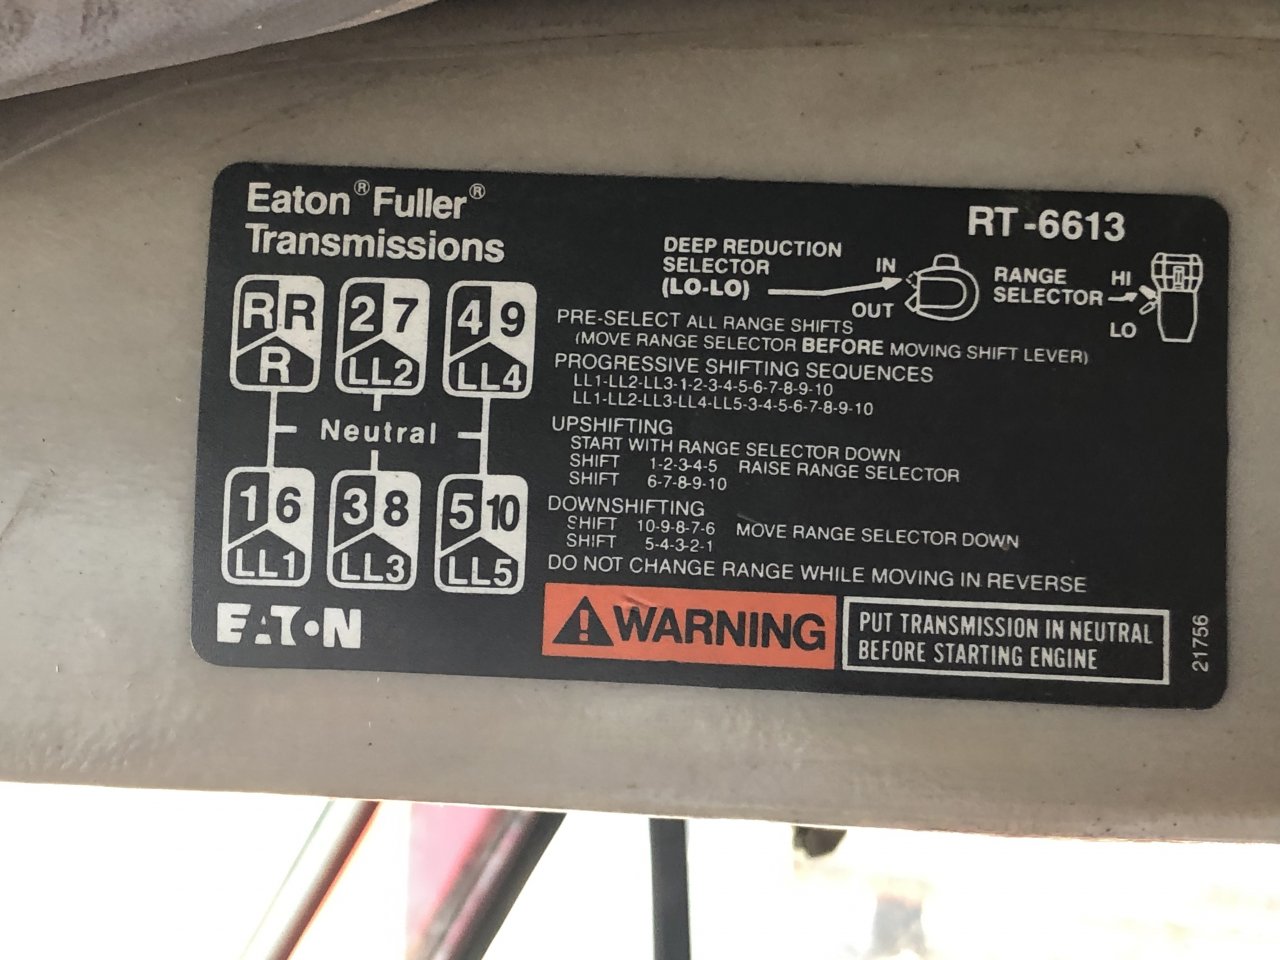 Eaton® Fuller®
Transmissions
RT-6613
R R
R
2 7
LL2
4 9
LL4
Neutral
1 6
LL1
3 8
LL3
5 10
LL5
EATON
DEEP REDUCTION
SELECTOR
(LO-LO)
IN
OUT
RANGE
SELECTOR
HI
LO
PRE-SELECT ALL RANGE SHIFTS
(MOVE RANGE SELECTOR BEFORE MOVING SHIFT LEVER)
PROGRESSIVE SHIFTING SEQUENCES
LL1-LL2-LL3-1-2-3-4-5-6-7-8-9-10
LL1-LL2-LL3-LL4-LL5-3-4-5-6-7-8-9-10
UPSHIFTING
START WITH RANGE SELECTOR DOWN
SHIFT 1-2-3-4-5 RAISE RANGE SELECTOR
SHIFT 6-7-8-9-10
DOWNSHIFTING
SHIFT 10-9-8-7-6 MOVE RANGE SELECTOR DOWN
SHIFT 5-4-3-2-1
DO NOT CHANGE RANGE WHILE MOVING IN REVERSE
WARNING
PUT TRANSMISSION IN NEUTRAL
BEFORE STARTING ENGINE
21756